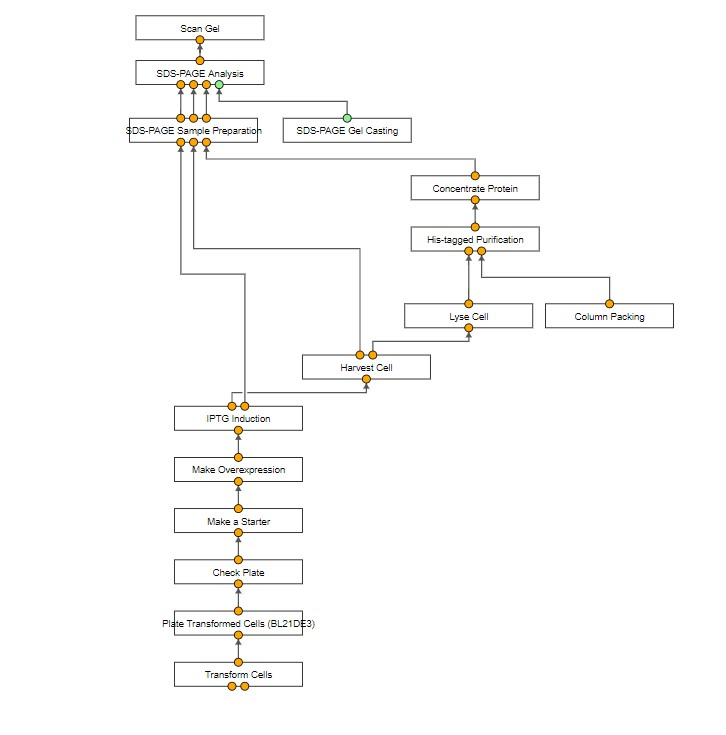 Scan Gel
SDS-PAGE Analysis
SDS-PAGE Sample Preparation
SDS-PAGE Gel Casting
Concentrate Protein
His-tagged Purification
Lyse Cell
Column Packing
Harvest Cell
IPTG Induction
Make Overexpression
Make a Starter
Check Plate
Plate Transformed Cells (BL21DE3)
Transform Cells